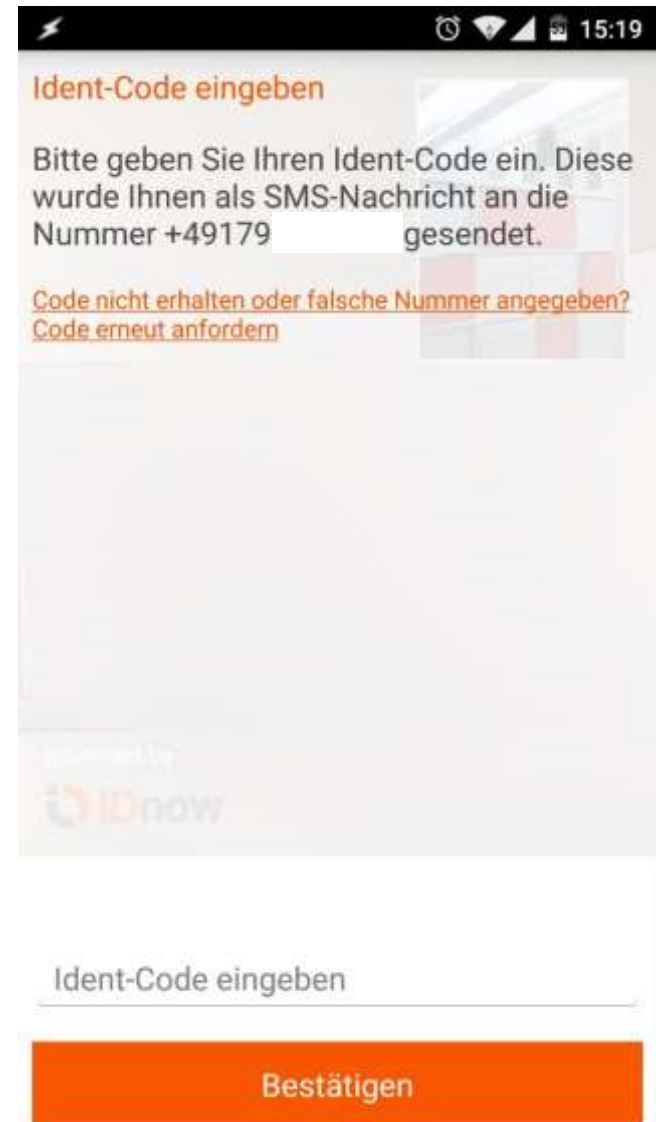 15:19
Ident-Code eingeben
Bitte geben Sie Ihren Ident-Code ein. Diese
wurde Ihnen als SMS-Nachricht an die
Nummer +49179 gesendet.
Code nicht erhalten oder falsche Nummer angegeben?
Code erneut anfordern
powered by
IDnow
Ident-Code eingeben
Bestätigen